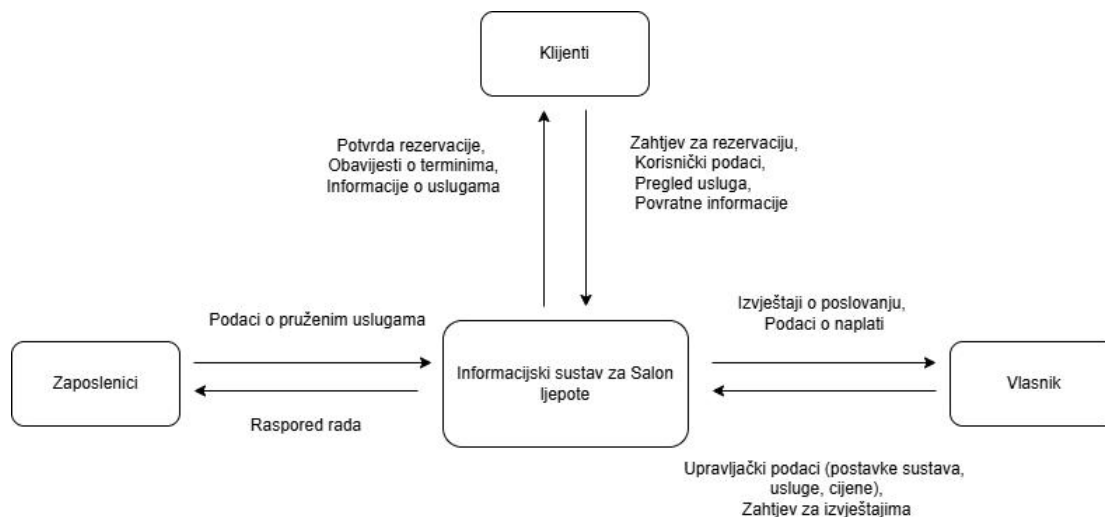 Klijenti
Potvrda rezervacije,
Obavijesti o terminima,
Informacije o uslugama
Zahtjev za rezervaciju,
Korisnički podaci,
Pregled usluga,
Povratne informacije
Podaci o pruženim uslugama
Izvještaji o poslovanju,
Podaci o naplati
Zaposlenici
Informacijski sustav za Salon
ljepote
Vlasnik
Raspored rada
Upravljački podaci (postavke sustava,
usluge, cijene),
Zahtjev za izvještajima